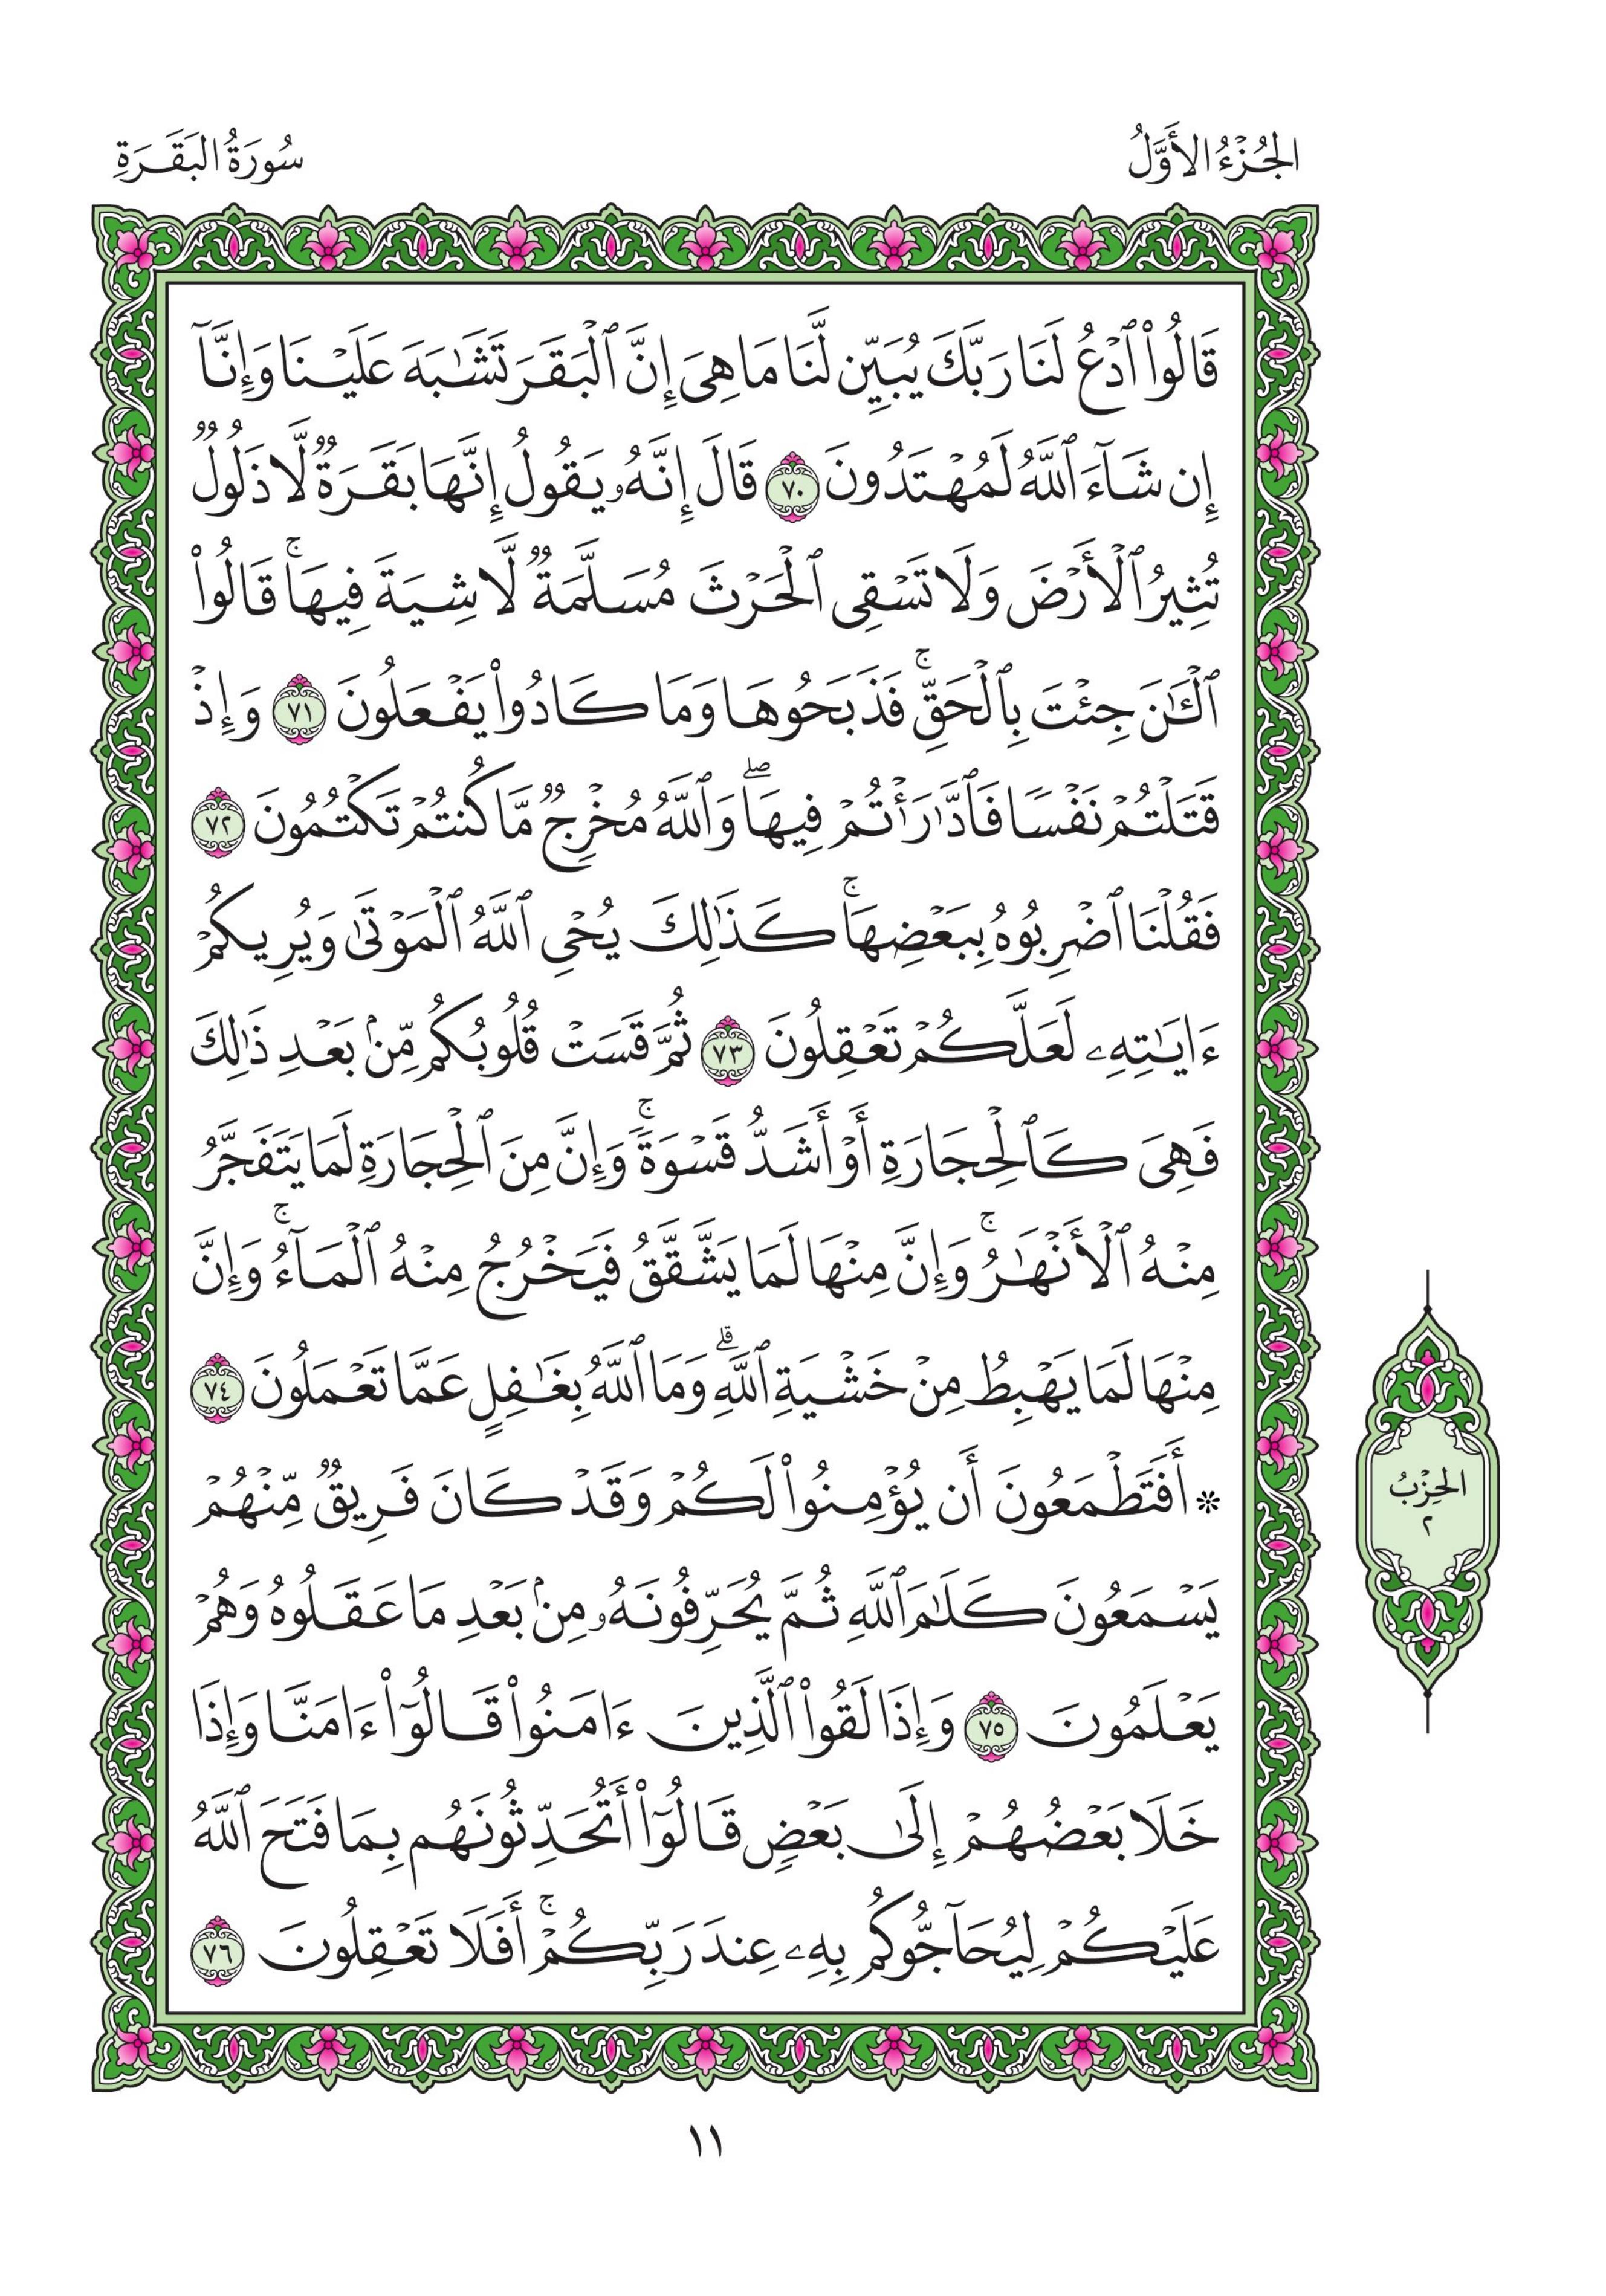 الجُزْءُ الأَوَّلُ
سُورَةُ البَقَرَةِ
قَالُوا۟ ٱدْعُ لَنَا رَبَّكَ يُبَيِّن لَّنَا مَا هِىَ إِنَّ ٱلْبَقَرَ تَشَـٰبَهَ عَلَيْنَا وَإِنَّآ
إِن شَآءَ ٱللَّهُ لَمُهْتَدُونَ ٧٠ قَالَ إِنَّهُۥ يَقُولُ إِنَّهَا بَقَرَةٌ لَّا ذَلُولٌ
تُثِيرُ ٱلْأَرْضَ وَلَا تَسْقِى ٱلْحَرْثَ مُسَلَّمَةٌ لَّا شِيَةَ فِيهَا ۚ قَالُوا۟
ٱلْـَٔـٰنَ جِئْتَ بِٱلْحَقِّ ۚ فَذَبَحُوهَا وَمَا كَادُوا۟ يَفْعَلُونَ ٧١ وَإِذْ
قَتَلْتُمْ نَفْسًا فَٱدَّٰرَْٰٔتُمْ فِيهَا ۖ وَٱللَّهُ مُخْرِجٌ مَّا كُنتُمْ تَكْتُمُونَ ٧٢
فَقُلْنَا ٱضْرِبُوهُ بِبَعْضِهَا ۚ كَذَٰلِكَ يُحْىِ ٱللَّهُ ٱلْمَوْتَىٰ وَيُرِيكُمْ
ءَايَـٰتِهِۦ لَعَلَّكُمْ تَعْقِلُونَ ٧٣ ثُمَّ قَسَتْ قُلُوبُكُم مِّنۢ بَعْدِ ذَٰلِكَ
فَهِىَ كَٱلْحِجَارَةِ أَوْ أَشَدُّ قَسْوَةً ۚ وَإِنَّ مِنَ ٱلْحِجَارَةِ لَمَا يَتَفَجَّرُ
مِنْهُ ٱلْأَنْهَـٰرُ ۚ وَإِنَّ مِنْهَا لَمَا يَشَّقَّقُ فَيَخْرُجُ مِنْهُ ٱلْمَآءُ ۚ وَإِنَّ
مِنْهَا لَمَا يَهْبِطُ مِنْ خَشْيَةِ ٱللَّهِ ۗ وَمَا ٱللَّهُ بِغَـٰفِلٍ عَمَّا تَعْمَلُونَ ٧٤
* أَفَتَطْمَعُونَ أَن يُؤْمِنُوا۟ لَكُمْ وَقَدْ كَانَ فَرِيقٌ مِّنْهُمْ
يَسْمَعُونَ كَلَـٰمَ ٱللَّهِ ثُمَّ يُحَرِّفُونَهُۥ مِنۢ بَعْدِ مَا عَقَلُوهُ وَهُمْ
يَعْلَمُونَ ٧٥ وَإِذَا لَقُوا۟ ٱلَّذِينَ ءَامَنُوا۟ قَالُوٓا۟ ءَامَنَّا وَإِذَا
خَلَا بَعْضُهُمْ إِلَىٰ بَعْضٍ قَالُوٓا۟ أَتُحَدِّثُونَهُم بِمَا فَتَحَ ٱللَّهُ
عَلَيْكُمْ لِيُحَآجُّوكُم بِهِۦ عِندَ رَبِّكُمْ ۚ أَفَلَا تَعْقِلُونَ ٧٦
الحِزْبُ
٢
١١